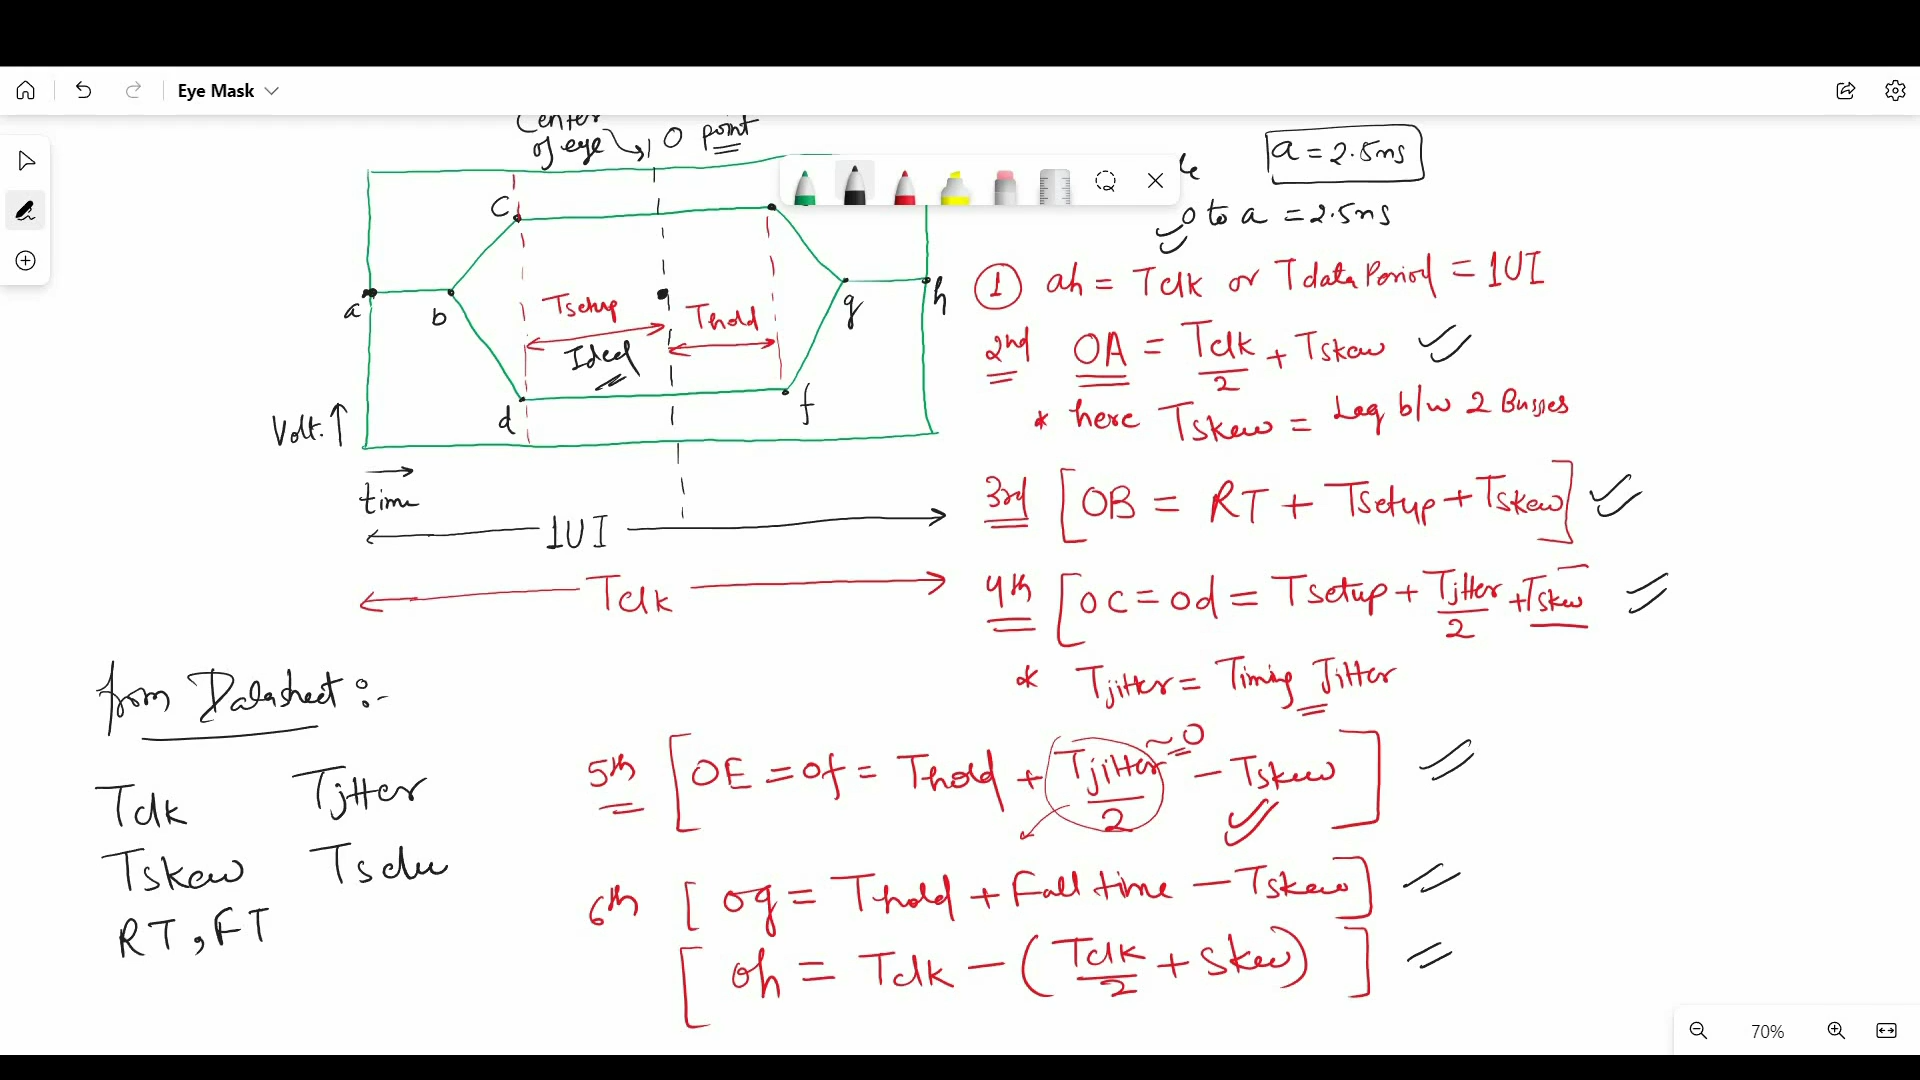 Eye Mask
Center
of eye
O point
a = 2.5ns
0 to a = 2.5ns
C
a
b
Tsetup
Ideal
Thold
g
h
d
f
Volt. ↑
time
1UI
Tclk
① ah = Tclk or Tdata Period = 1UI
2nd OA = Tclk/2 + Tskew
* here Tskew = Lag b/w 2 Busses
3rd [OB = RT + Tsetup + Tskew]
4th [oc = od = Tsetup + Tjitter/2 + Tskew
* Tjitter = Timing Jitter
5th [OE = of = Thold + Tjitter/2 ~0 - Tskew]
6th [og = Thold + Fall time - Tskew]
[oh = Tclk - (Tclk/2 + Skew)]
from Datasheet :-
Tclk Tjtter
Tskew
RT, FT
70%